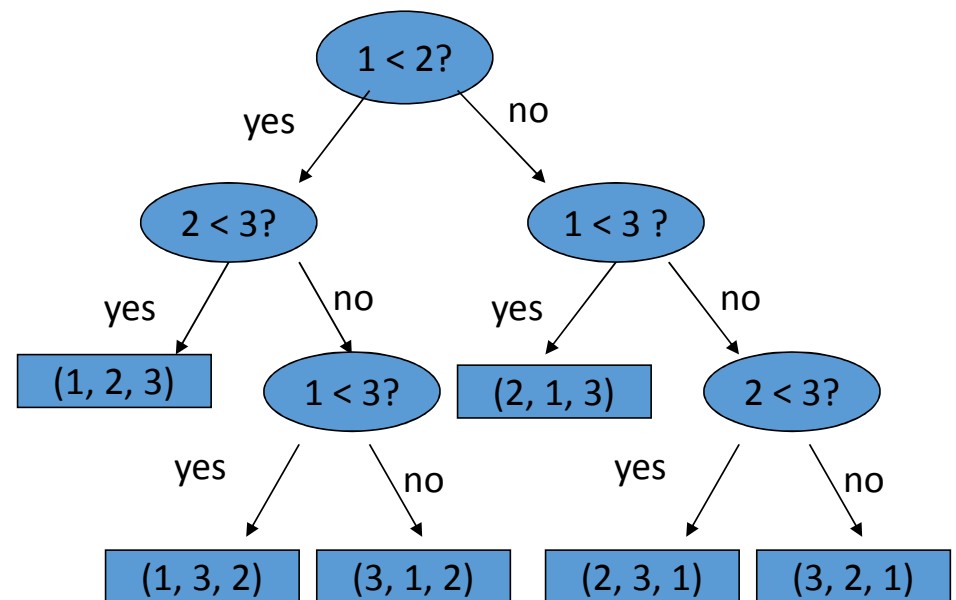 1 < 2?
yes
no
2 < 3?
1 < 3 ?
yes
no
yes
no
(1, 2, 3)
1 < 3?
(2, 1, 3)
2 < 3?
yes
no
yes
no
(1, 3, 2)
(3, 1, 2)
(2, 3, 1)
(3, 2, 1)